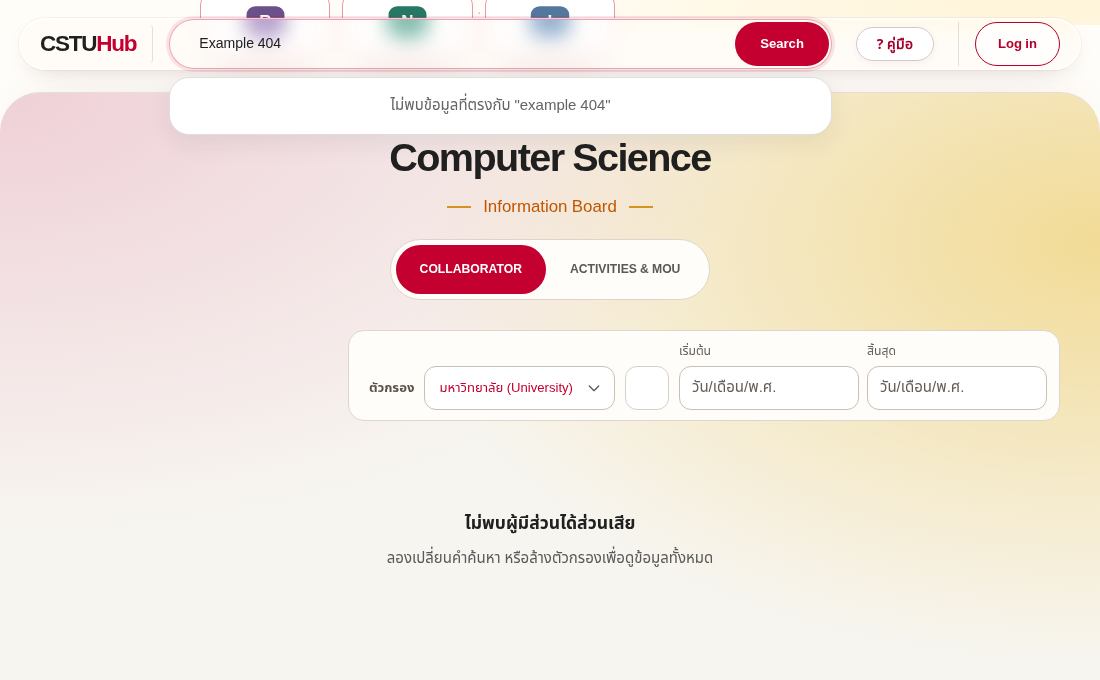 CSTUHub
Example 404
Search
? คู่มือ
Log in
ไม่พบข้อมูลที่ตรงกับ "example 404"
Computer Science
Information Board
COLLABORATOR
ACTIVITIES & MOU
เริ่มต้น
สิ้นสุด
ตัวกรอง
มหาวิทยาลัย (University)
วัน/เดือน/พ.ศ.
วัน/เดือน/พ.ศ.
ไม่พบผู้มีส่วนได้ส่วนเสีย
ลองเปลี่ยนคำค้นหา หรือล้างตัวกรองเพื่อดูข้อมูลทั้งหมด